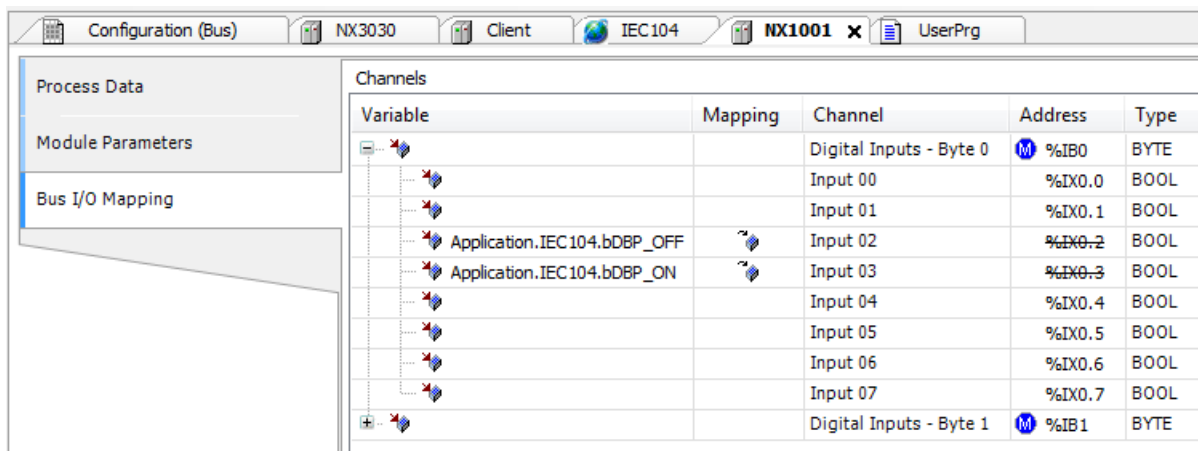 Configuration (Bus) NX3030 Client IEC104 NX1001 x UserPrg
Process Data
Module Parameters
Bus I/O Mapping
Channels
Variable Mapping Channel Address Type
Digital Inputs - Byte 0 M %IB0 BYTE
Input 00 %IX0.0 BOOL
Input 01 %IX0.1 BOOL
Application.IEC104.bDBP_OFF Input 02 %IX0.2 BOOL
Application.IEC104.bDBP_ON Input 03 %IX0.3 BOOL
Input 04 %IX0.4 BOOL
Input 05 %IX0.5 BOOL
Input 06 %IX0.6 BOOL
Input 07 %IX0.7 BOOL
Digital Inputs - Byte 1 M %IB1 BYTE